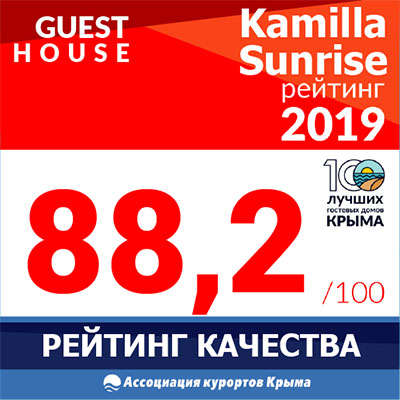 GUEST
HOUSE
Kamilla
Sunrise
рейтинг
2019
100
ЛУЧШИХ
ГОСТЕВЫХ ДОМОВ
КРЫМА
88,2
/100
РЕЙТИНГ КАЧЕСТВА
Ассоциация курортов Крыма